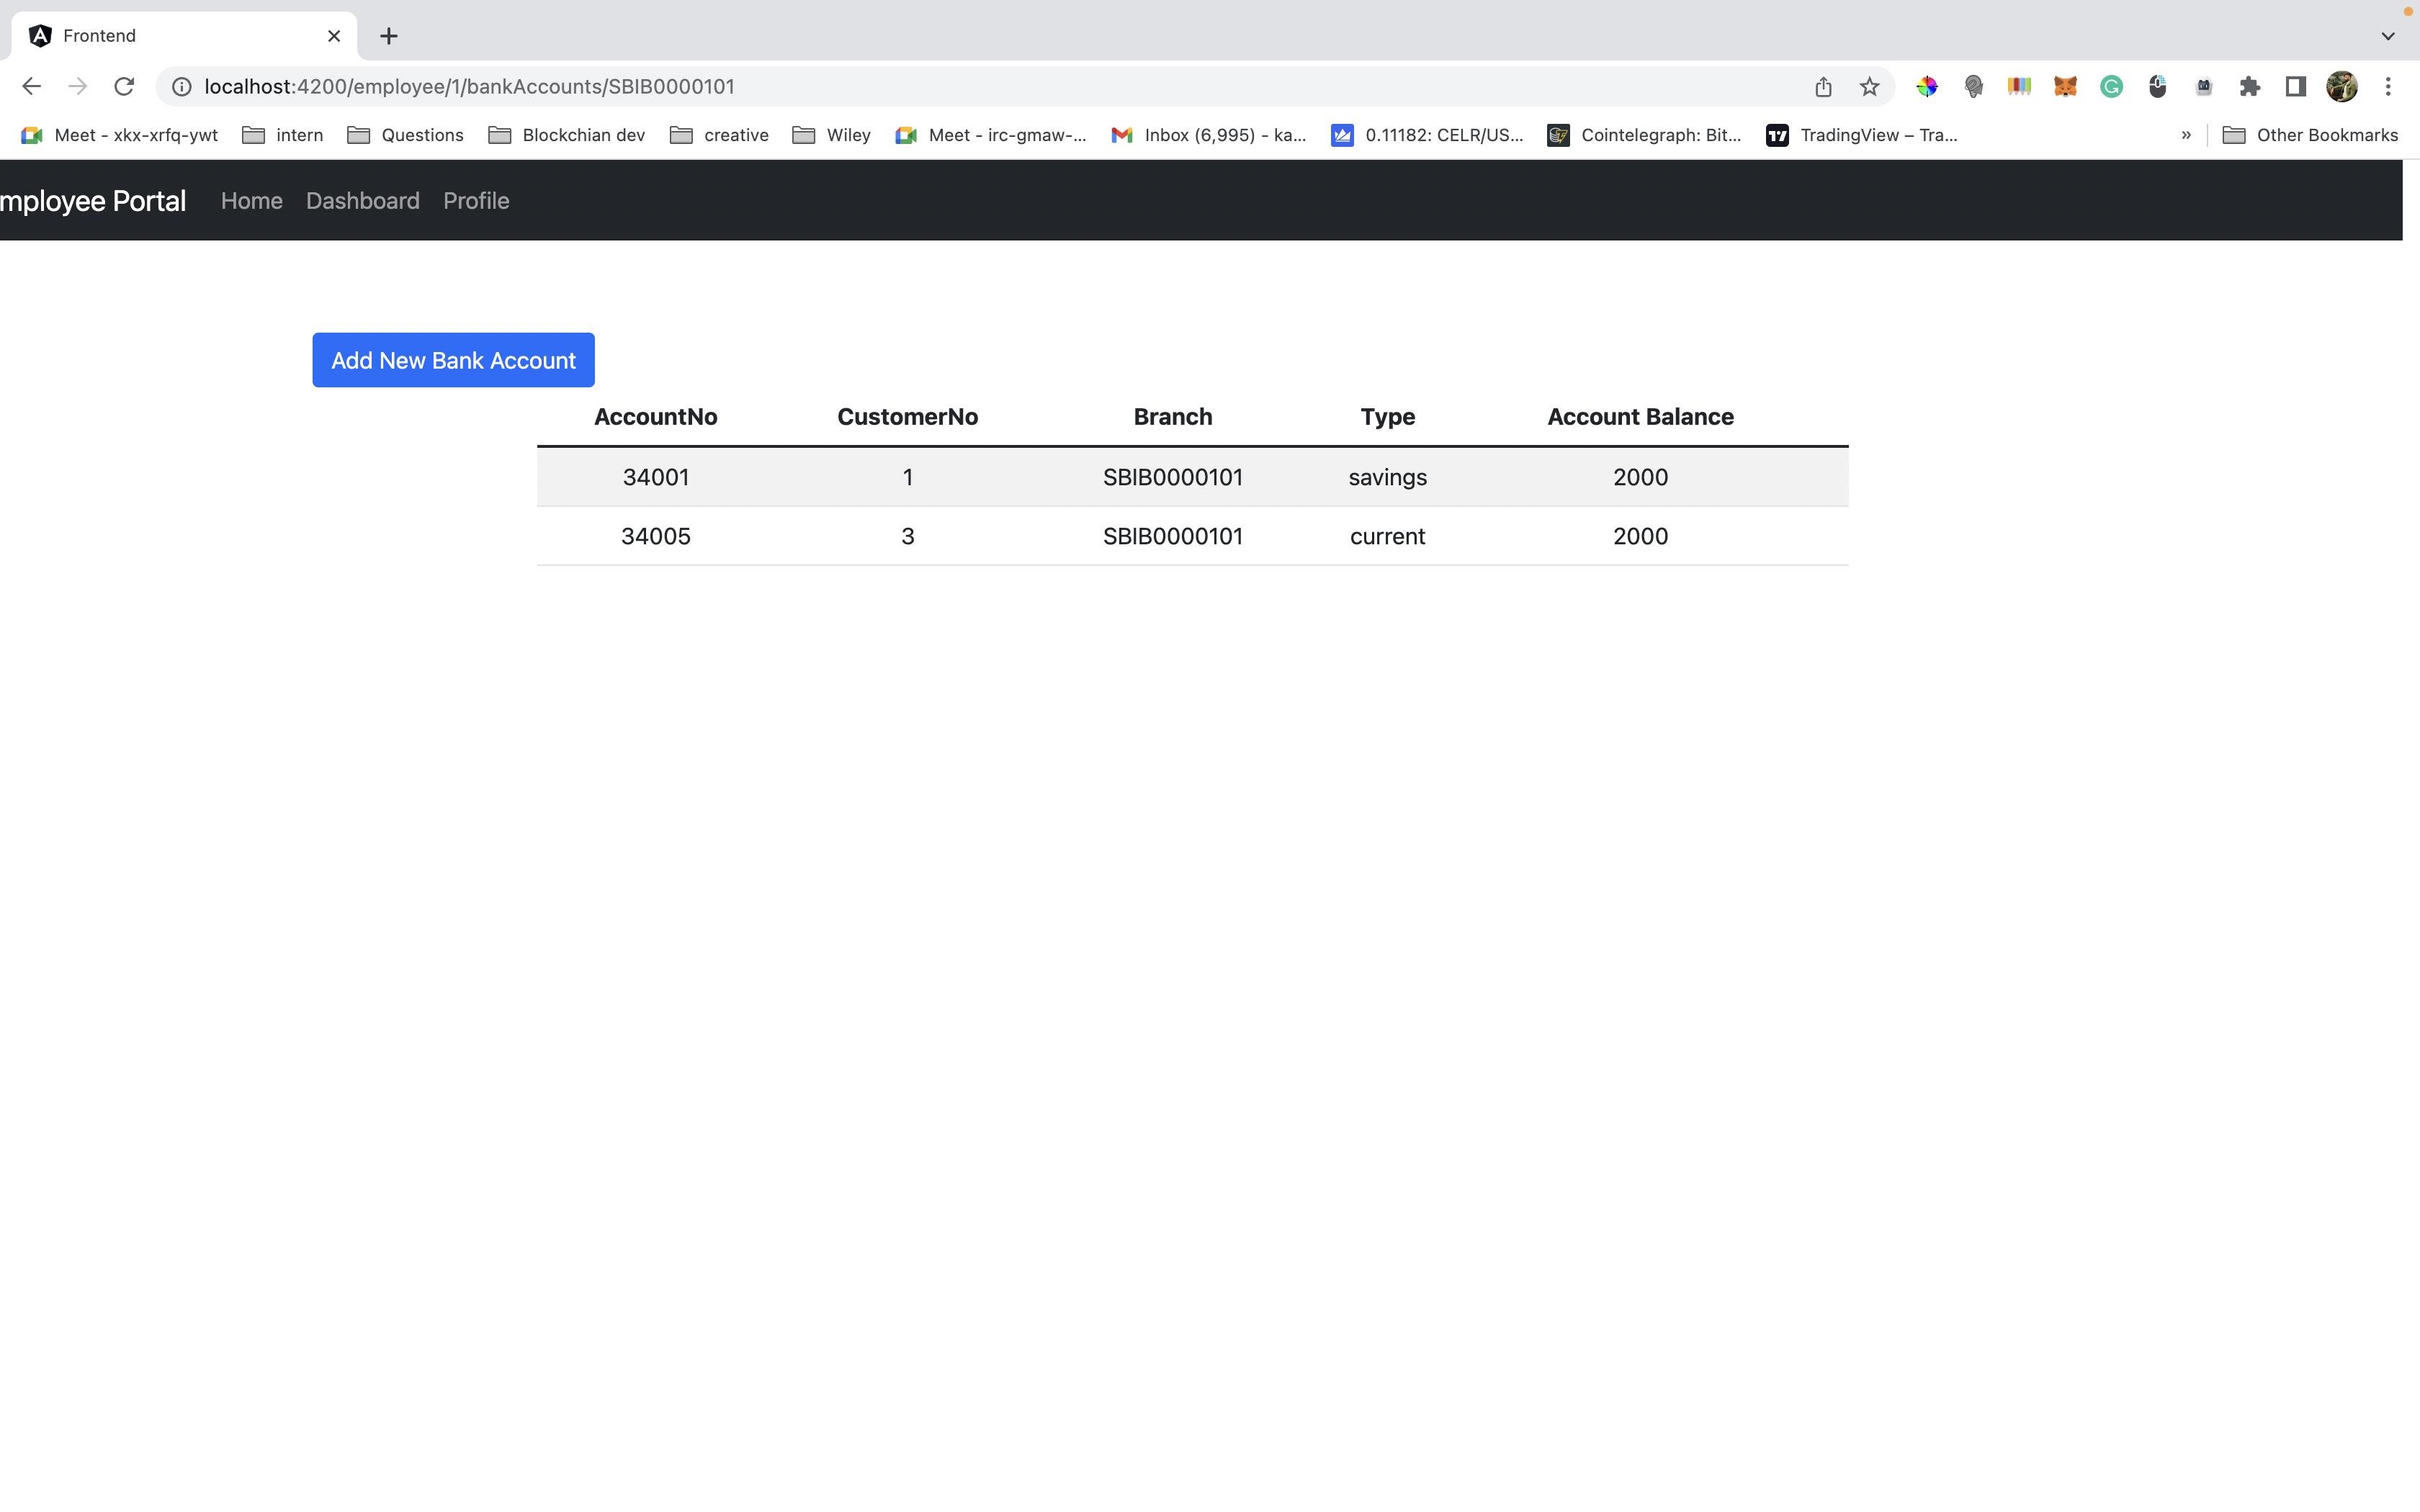 Frontend
localhost:4200/employee/1/bankAccounts/SBIB0000101
Meet - xkx-xrfq-ywt intern Questions Blockchian dev creative Wiley Meet - irc-gmaw-... Inbox (6,995) - ka... 0.11182: CELR/US... Cointelegraph: Bit... TradingView – Tra... » Other Bookmarks
mployee Portal Home Dashboard Profile
Add New Bank Account
AccountNo CustomerNo Branch Type Account Balance
34001 1 SBIB0000101 savings 2000
34005 3 SBIB0000101 current 2000